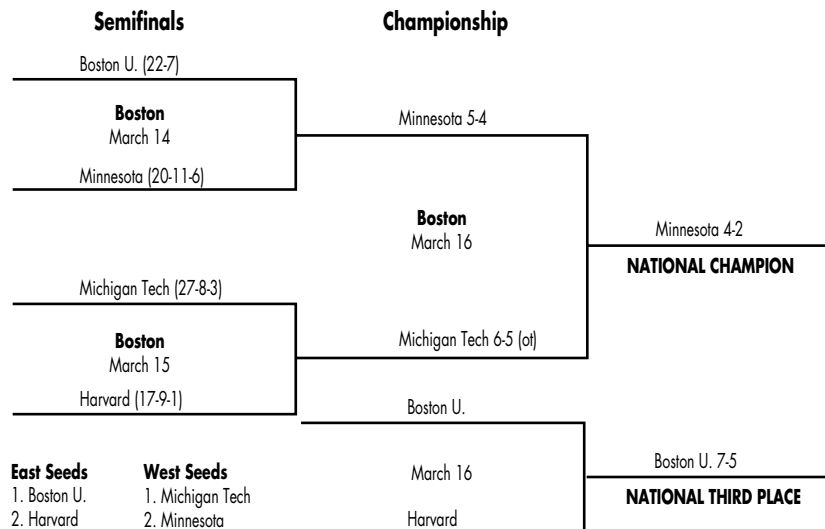 Semifinals
Championship
Boston U. (22-7)
Boston
March 14
Minnesota (20-11-6)
Minnesota 5-4
Boston
March 16
Minnesota 4-2
NATIONAL CHAMPION
Michigan Tech (27-8-3)
Boston
March 15
Harvard (17-9-1)
Michigan Tech 6-5 (ot)
Boston U.
March 16
Harvard
Boston U. 7-5
NATIONAL THIRD PLACE
East Seeds
1. Boston U.
2. Harvard
West Seeds
1. Michigan Tech
2. Minnesota